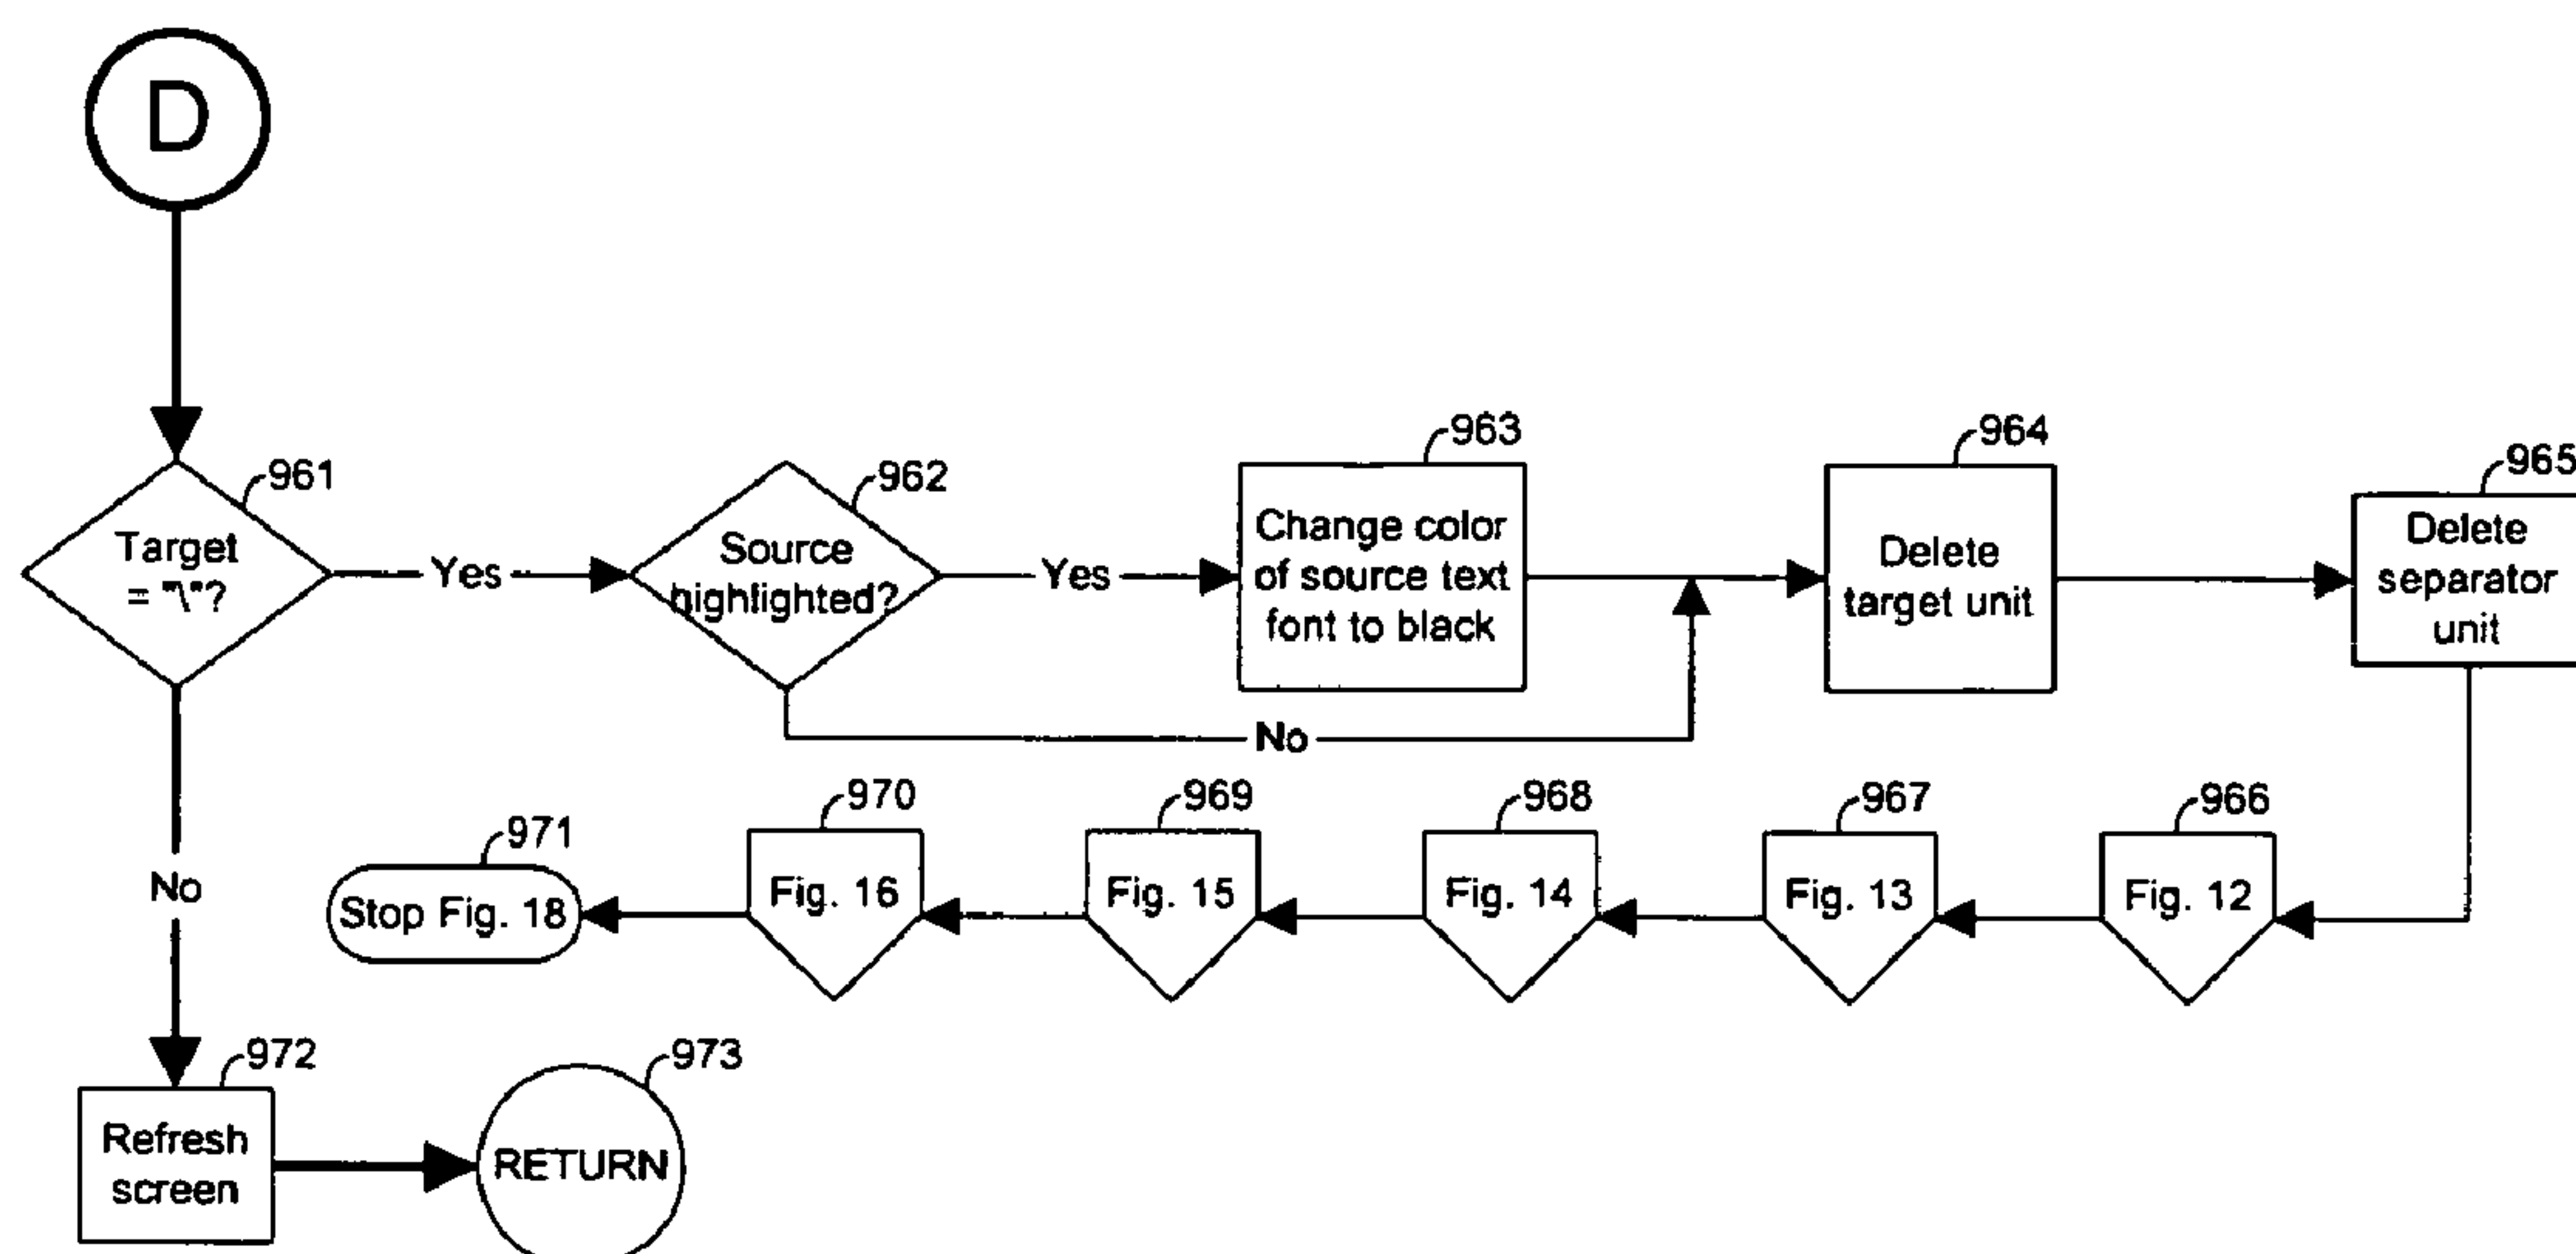 D
961
Target
= "\"?
Yes
962
Source
highlighted?
Yes
963
Change color
of source text
font to black
964
Delete
target unit
965
Delete
separator
unit
No
966
Fig. 12
967
Fig. 13
968
Fig. 14
969
Fig. 15
970
Fig. 16
971
Stop Fig. 18
No
972
Refresh
screen
973
RETURN